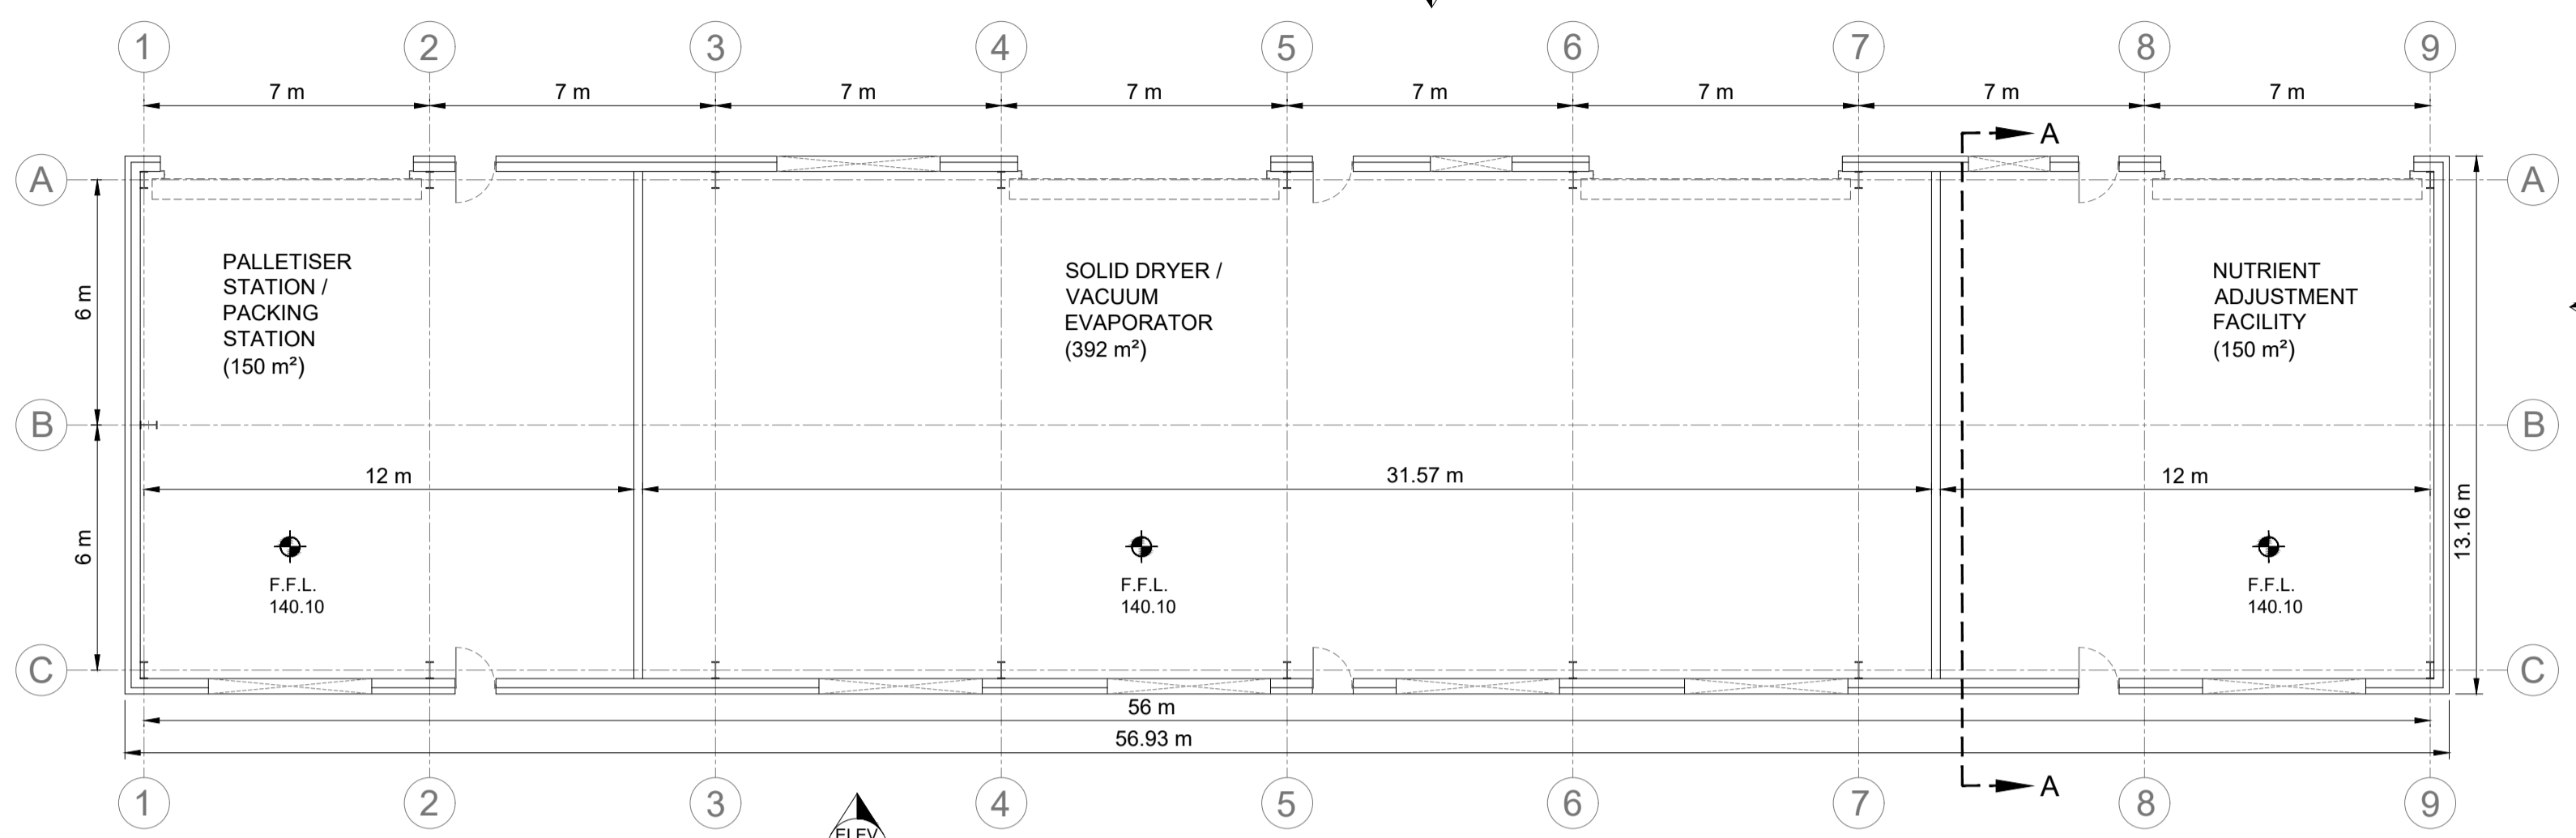 1 2 3 4 5 6 7 8 9
7 m 7 m 7 m 7 m 7 m 7 m 7 m 7 m
A
A A
PALLETISER
STATION /
PACKING
STATION
(150 m²)
SOLID DRYER /
VACUUM
EVAPORATOR
(392 m²)
NUTRIENT
ADJUSTMENT
FACILITY
(150 m²)
6 m
B B
12 m 31.57 m 12 m
6 m
13.16 m
F.F.L.
140.10
F.F.L.
140.10
F.F.L.
140.10
C C
56 m
56.93 m
A
1 2 3 4 5 6 7 8 9
ELEV